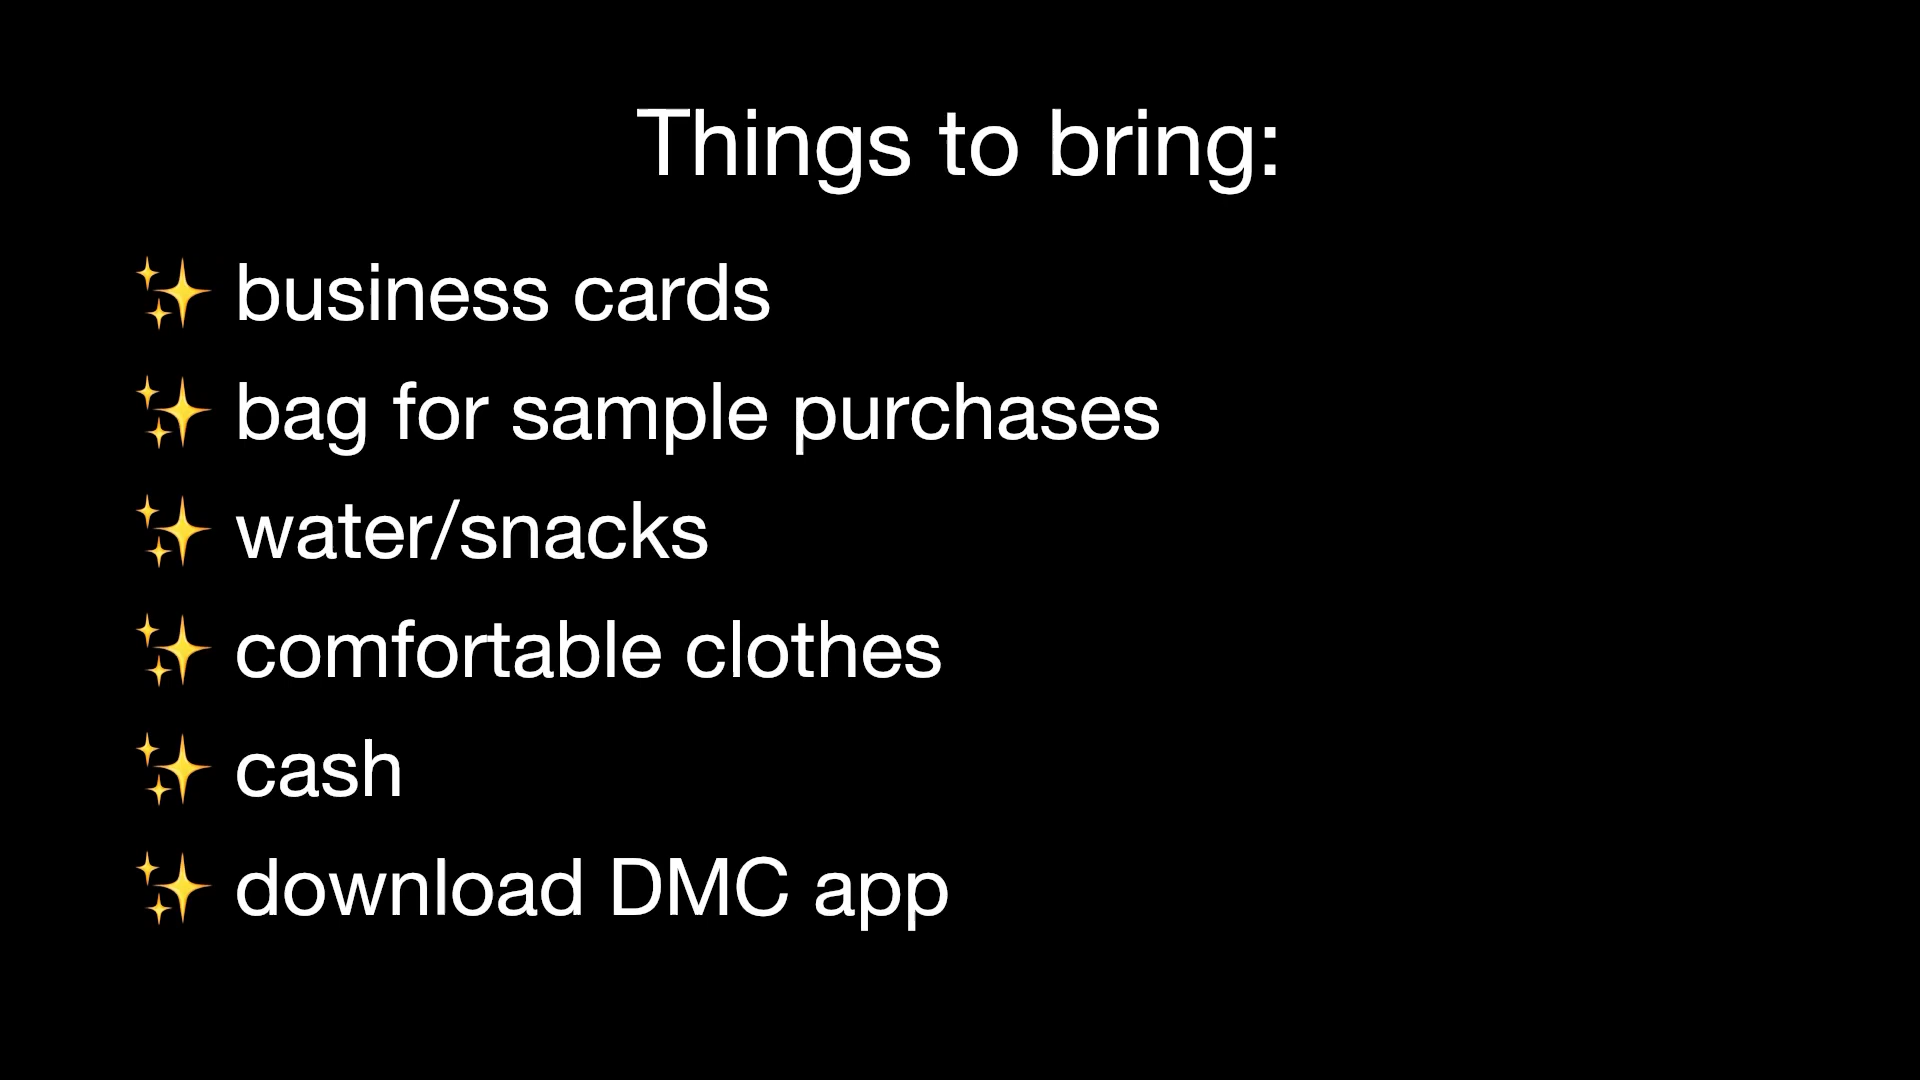 Things to bring:
✨ business cards
✨ bag for sample purchases
✨ water/snacks
✨ comfortable clothes
✨ cash
✨ download DMC app